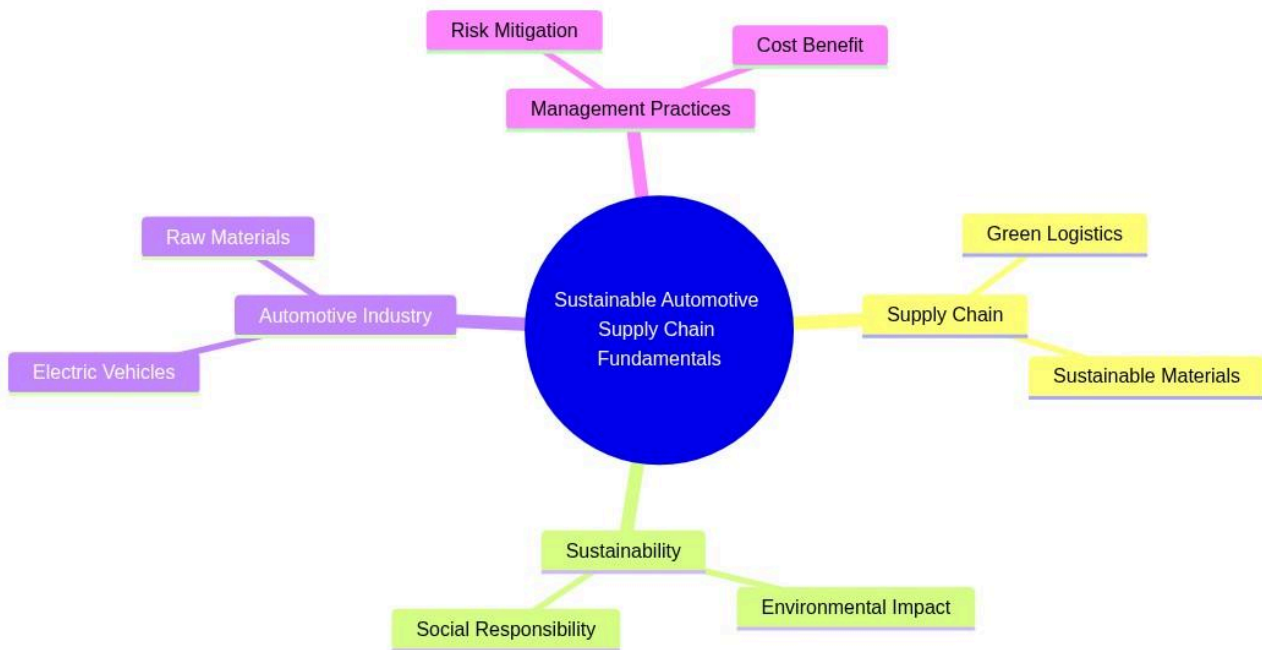 Risk Mitigation
Cost Benefit
Management Practices
Raw Materials
Green Logistics
Automotive Industry
Sustainable Automotive
Supply Chain
Fundamentals
Supply Chain
Electric Vehicles
Sustainable Materials
Sustainability
Social Responsibility
Environmental Impact